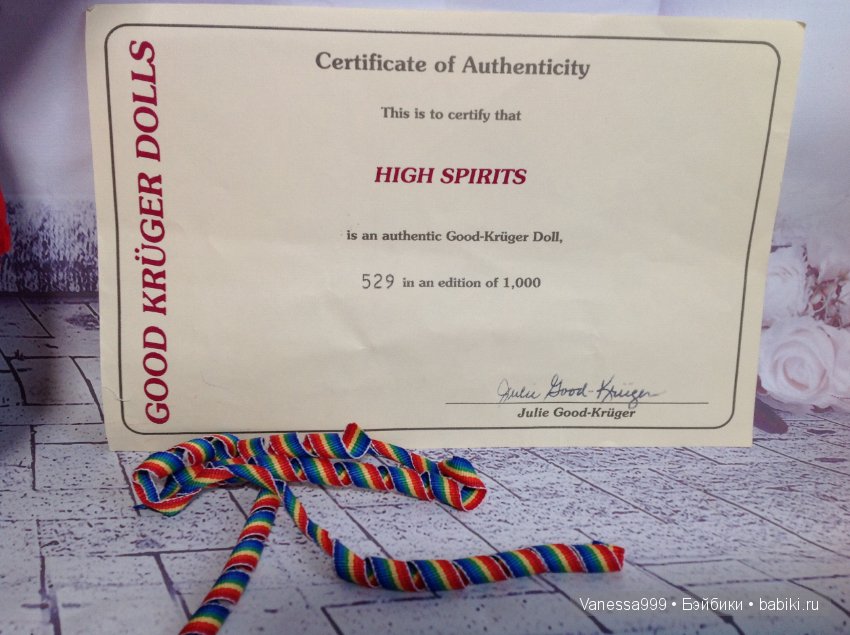 GOOD KRÜGER DOLLS
Certificate of Authenticity
This is to certify that
HIGH SPIRITS
is an authentic Good-Krüger Doll,
529 in an edition of 1,000
Julie Good-Krüger
Julie Good-Krüger
Vanessa999 • Бэйбики • babiki.ru